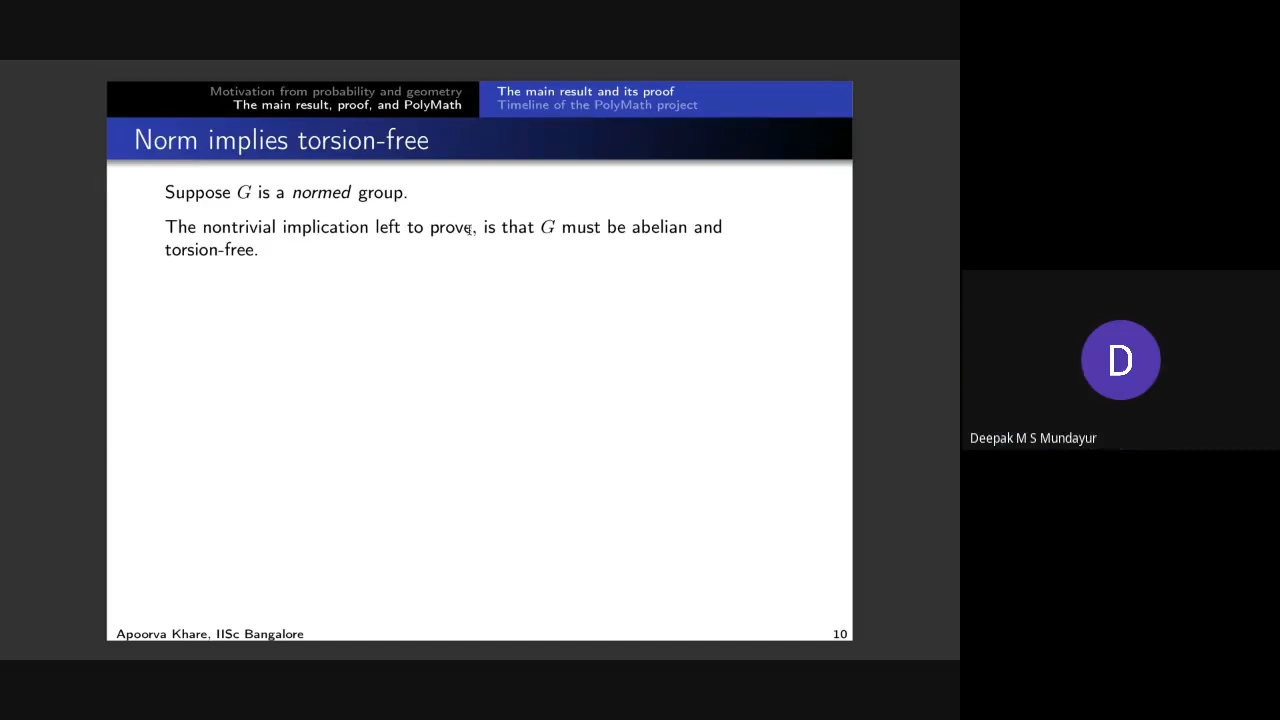 Motivation from probability and geometry
The main result, proof, and PolyMath
The main result and its proof
Timeline of the PolyMath project
Norm implies torsion-free
Suppose G is a normed group.
The nontrivial implication left to prove, is that G must be abelian and
torsion-free.
Apoorva Khare, IISc Bangalore
10
D
Deepak M S Mundayur